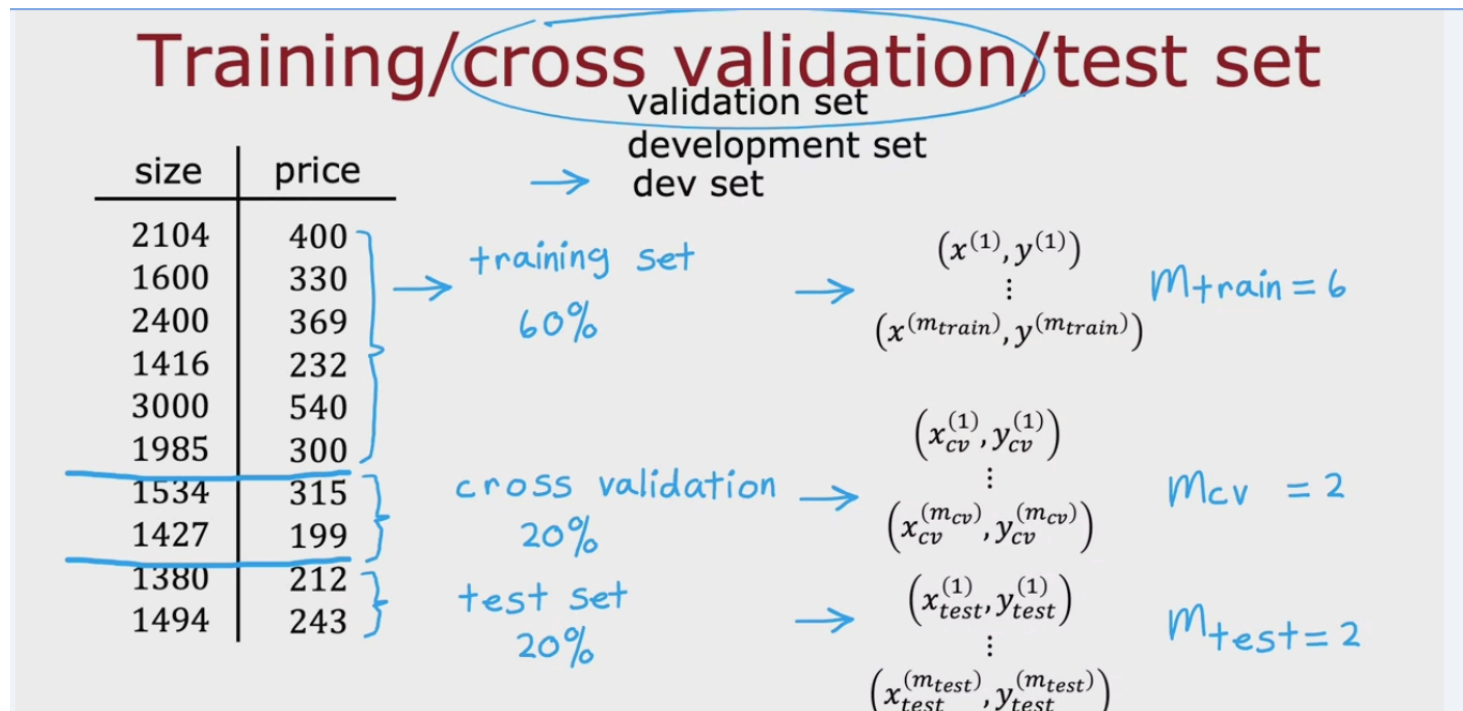 Training/cross validation/test set
validation set
development set
→ dev set
size price
2104 400
1600 330
2400 369
1416 232
3000 540
1985 300
1534 315
1427 199
1380 212
1494 243
→ training set
60%
→ (x^(1), y^(1))
⋮
(x^(m_train), y^(m_train))
m_train = 6
cross validation
20%
→ (x_cv^(1), y_cv^(1))
⋮
(x_cv^(m_cv), y_cv^(m_cv))
m_cv = 2
test set
20%
→ (x_test^(1), y_test^(1))
⋮
(x_test^(m_test), y_test^(m_test))
m_test = 2